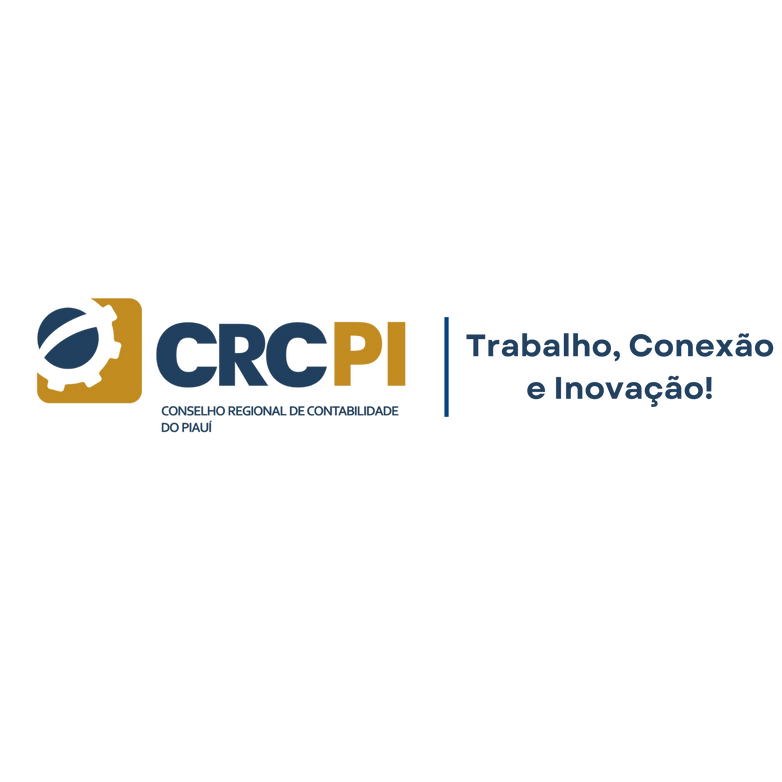 CRCPI
CONSELHO REGIONAL DE CONTABILIDADE
DO PIAUÍ
Trabalho, Conexão
e Inovação!